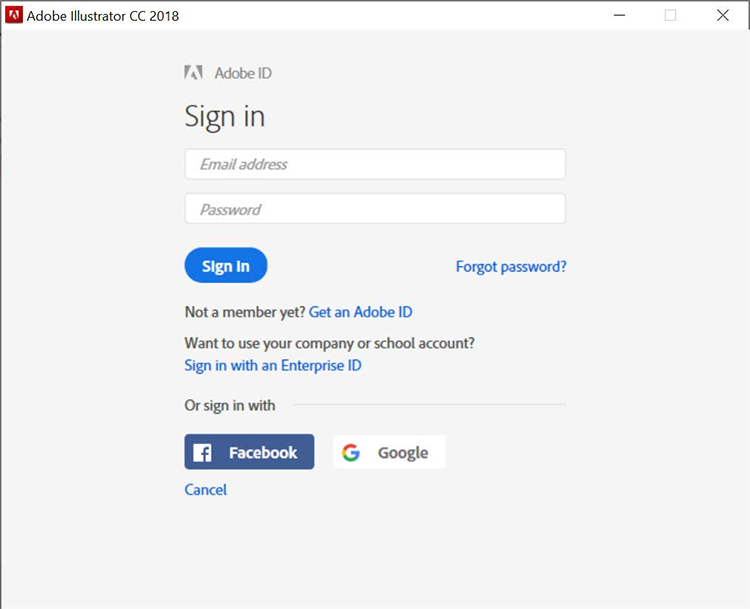 Adobe Illustrator CC 2018
Adobe ID
Sign in
Email address
Password
Sign In
Forgot password?
Not a member yet? Get an Adobe ID
Want to use your company or school account?
Sign in with an Enterprise ID
Or sign in with
Facebook
Google
Cancel